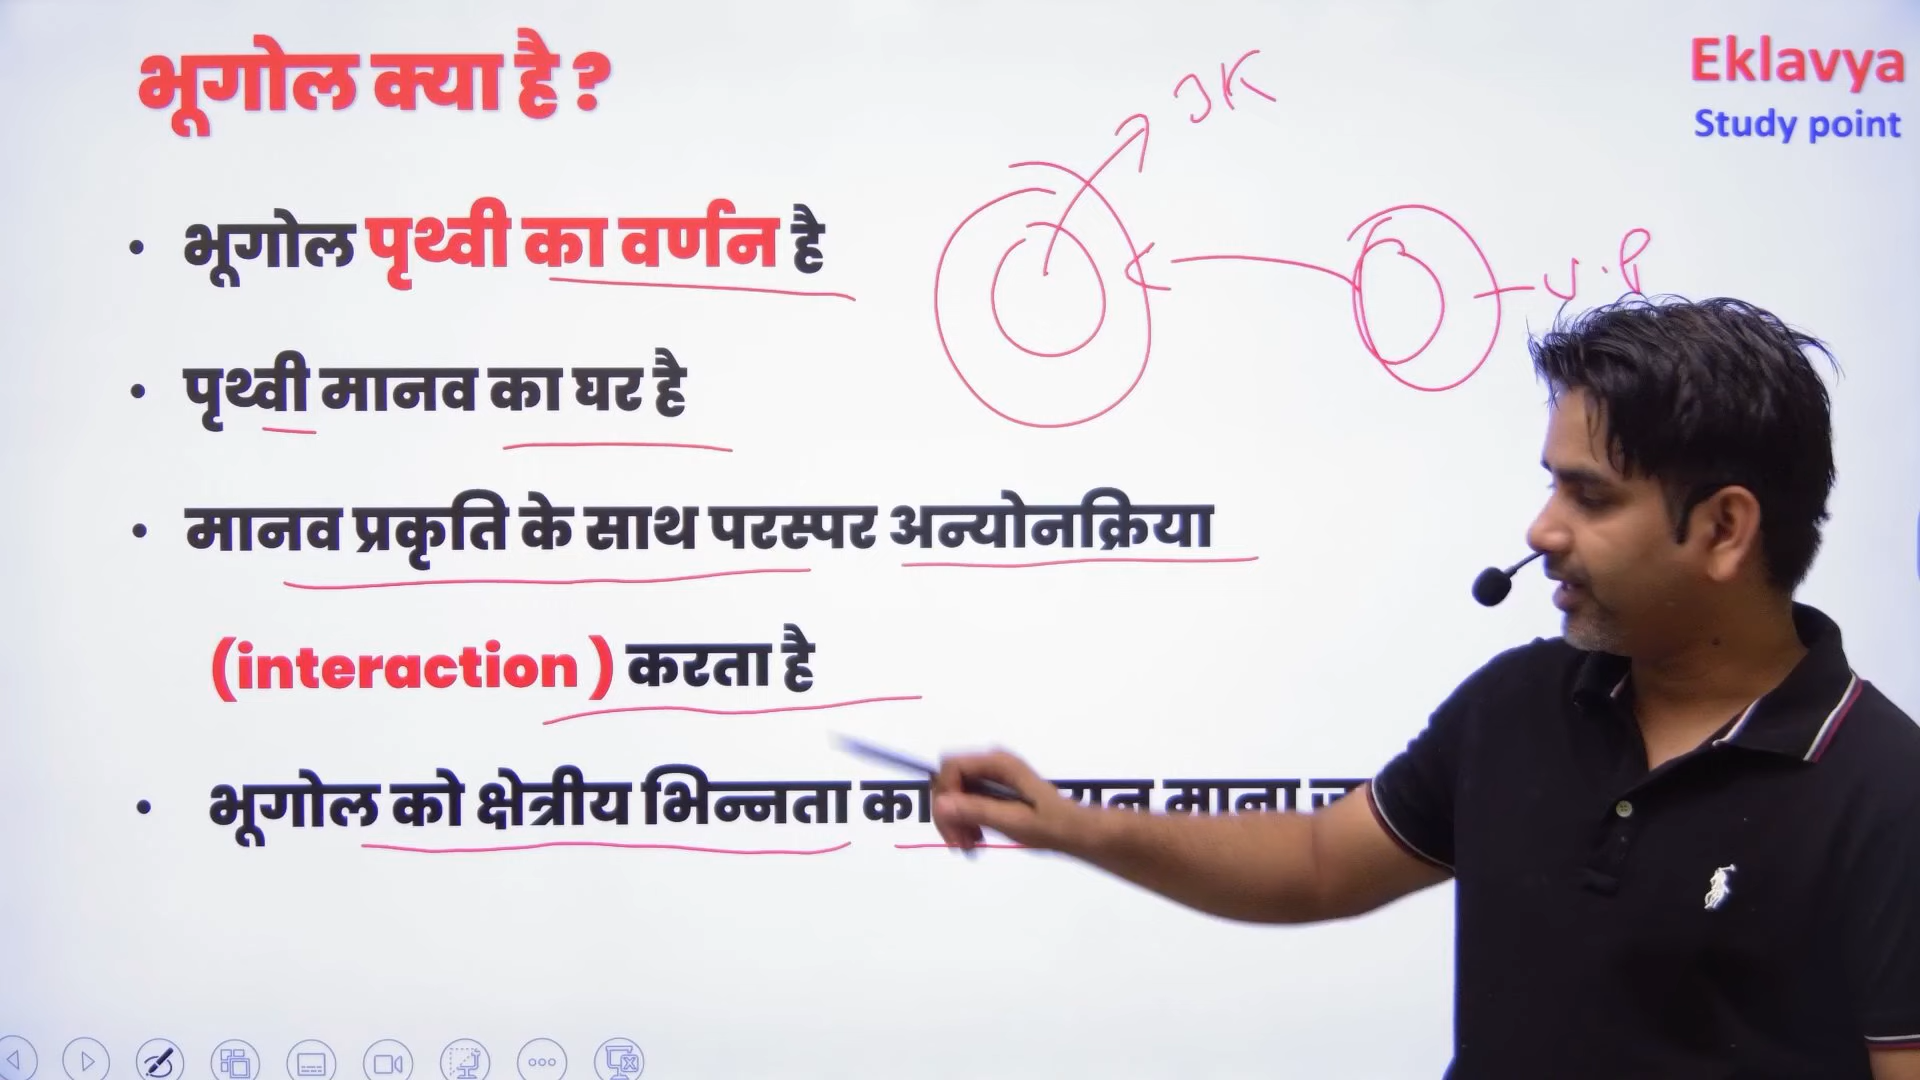 भूगोल क्या है ?
Eklavya
Study point
JK
U.P
• भूगोल पृथ्वी का वर्णन है
• पृथ्वी मानव का घर है
• मानव प्रकृति के साथ परस्पर अन्योनक्रिया
(interaction ) करता है
• भूगोल को क्षेत्रीय भिन्नता का माना